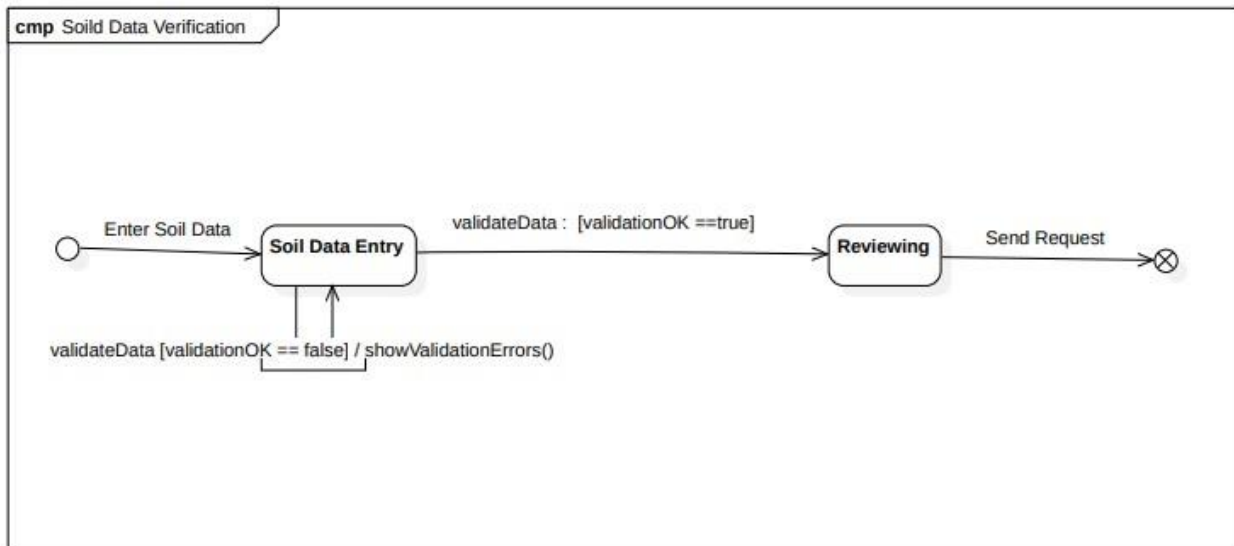 cmp Soild Data Verification
Enter Soil Data
Soil Data Entry
validateData :  [validationOK ==true]
Reviewing
Send Request
validateData [validationOK == false] / showValidationErrors()